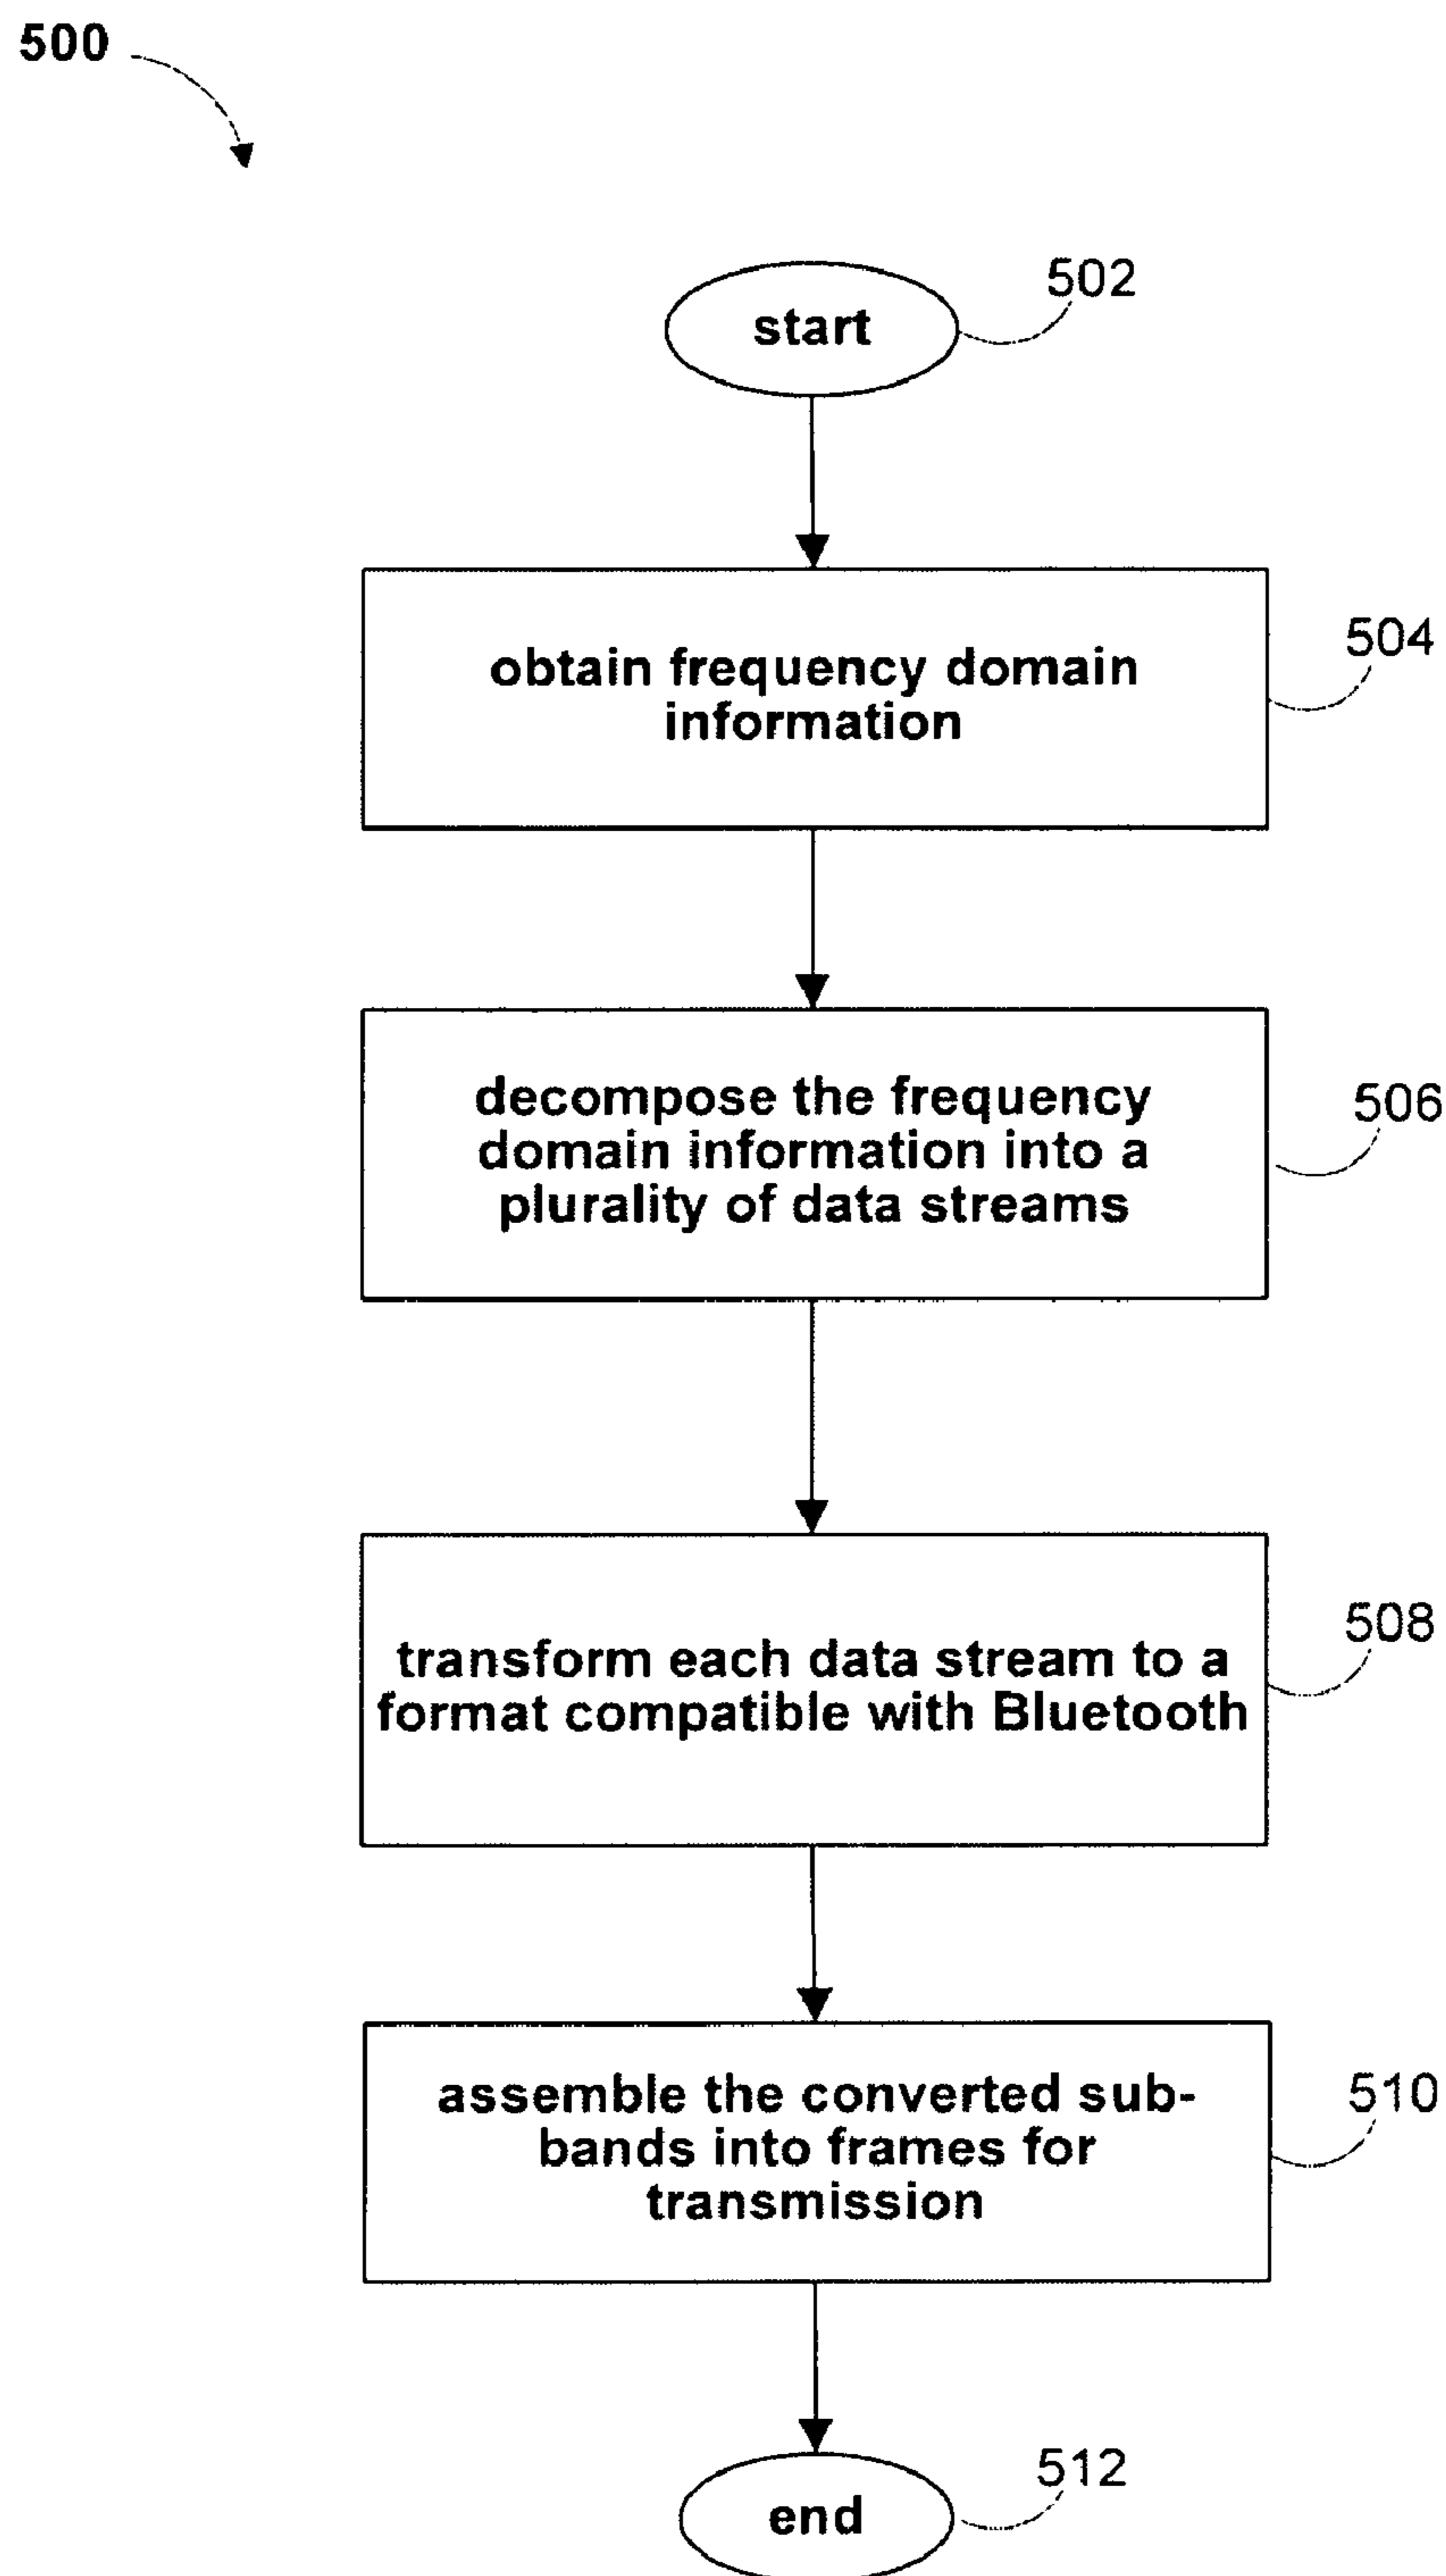 500
502
start
504
obtain frequency domain
information
506
decompose the frequency
domain information into a
plurality of data streams
508
transform each data stream to a
format compatible with Bluetooth
510
assemble the converted sub-
bands into frames for
transmission
512
end